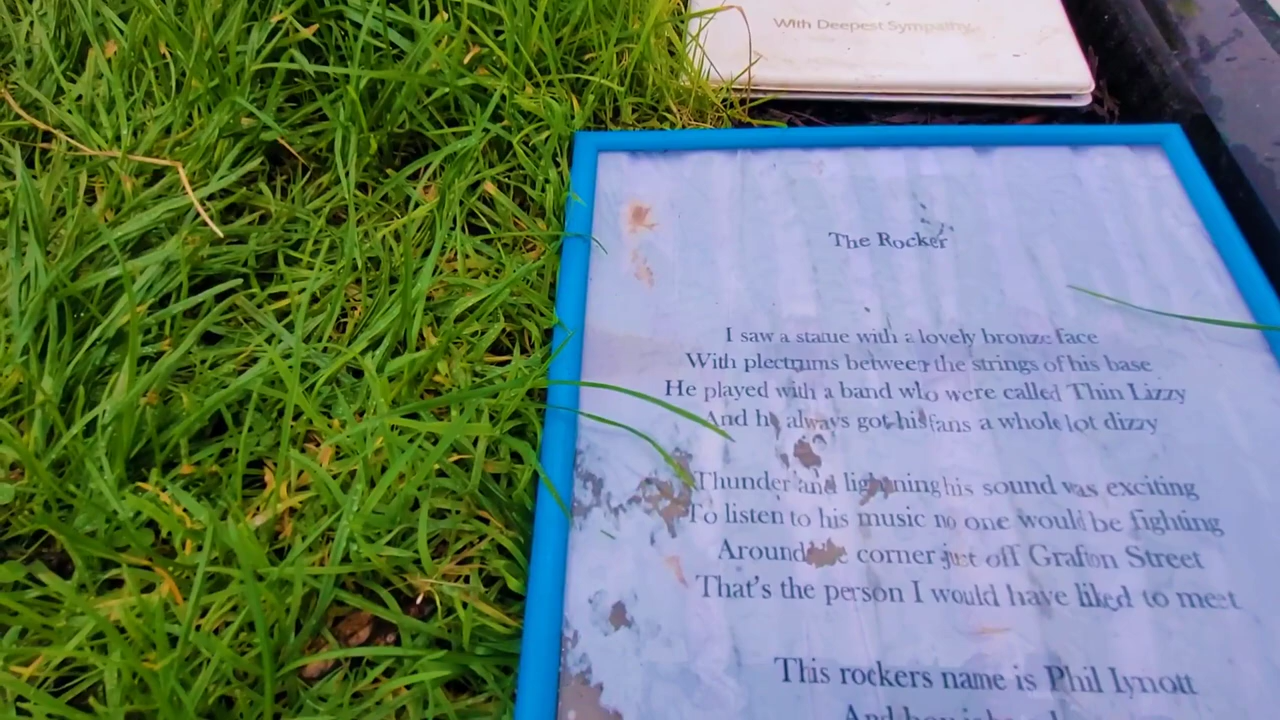 With Deepest Sympathy
The Rocker
I saw a statue with a lovely bronze face
With plectrums between the strings of his base
He played with a band who were called Thin Lizzy
And he always got his fans a whole lot dizzy
Thunder and lightning his sound was exciting
To listen to his music no one would be fighting
Around the corner just off Grafton Street
That's the person I would have liked to meet
This rockers name is Phil Lynott
And